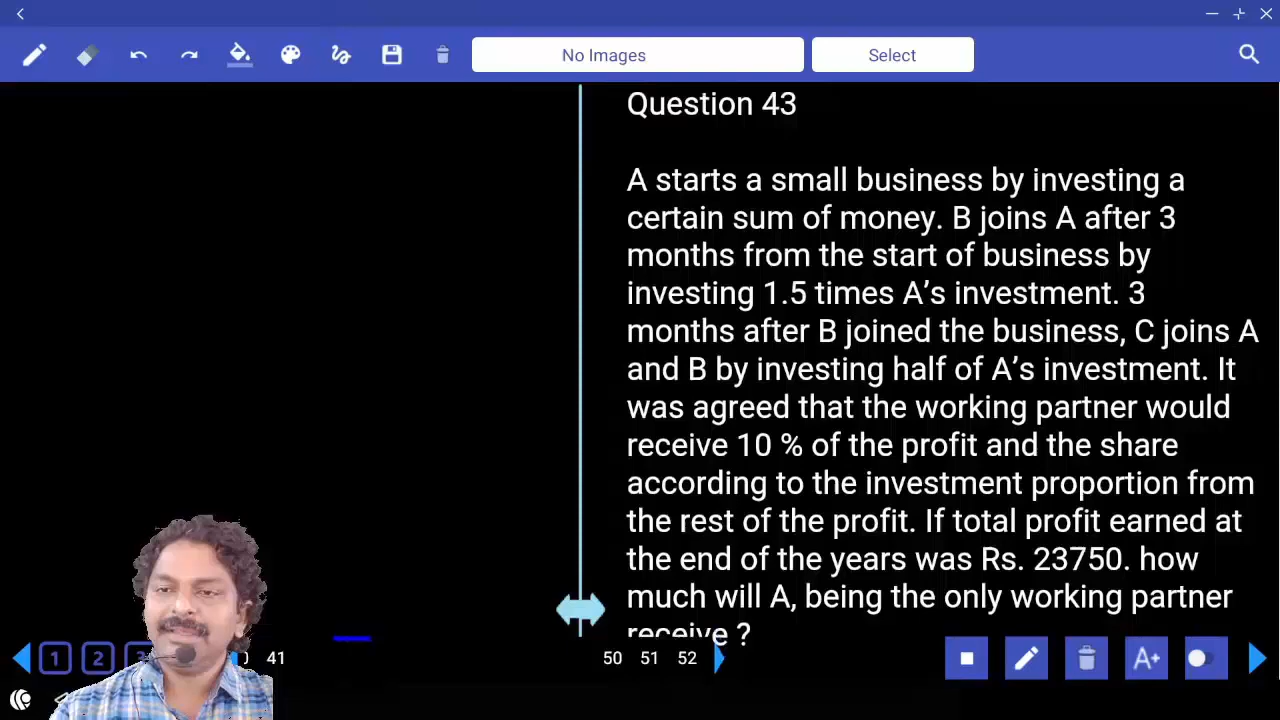 No Images
Select
Question 43
A starts a small business by investing a
certain sum of money. B joins A after 3
months from the start of business by
investing 1.5 times A’s investment. 3
months after B joined the business, C joins A
and B by investing half of A’s investment. It
was agreed that the working partner would
receive 10 % of the profit and the share
according to the investment proportion from
the rest of the profit. If total profit earned at
the end of the years was Rs. 23750. how
much will A, being the only working partner
receive ?
1 2 3 41 50 51 52
A+